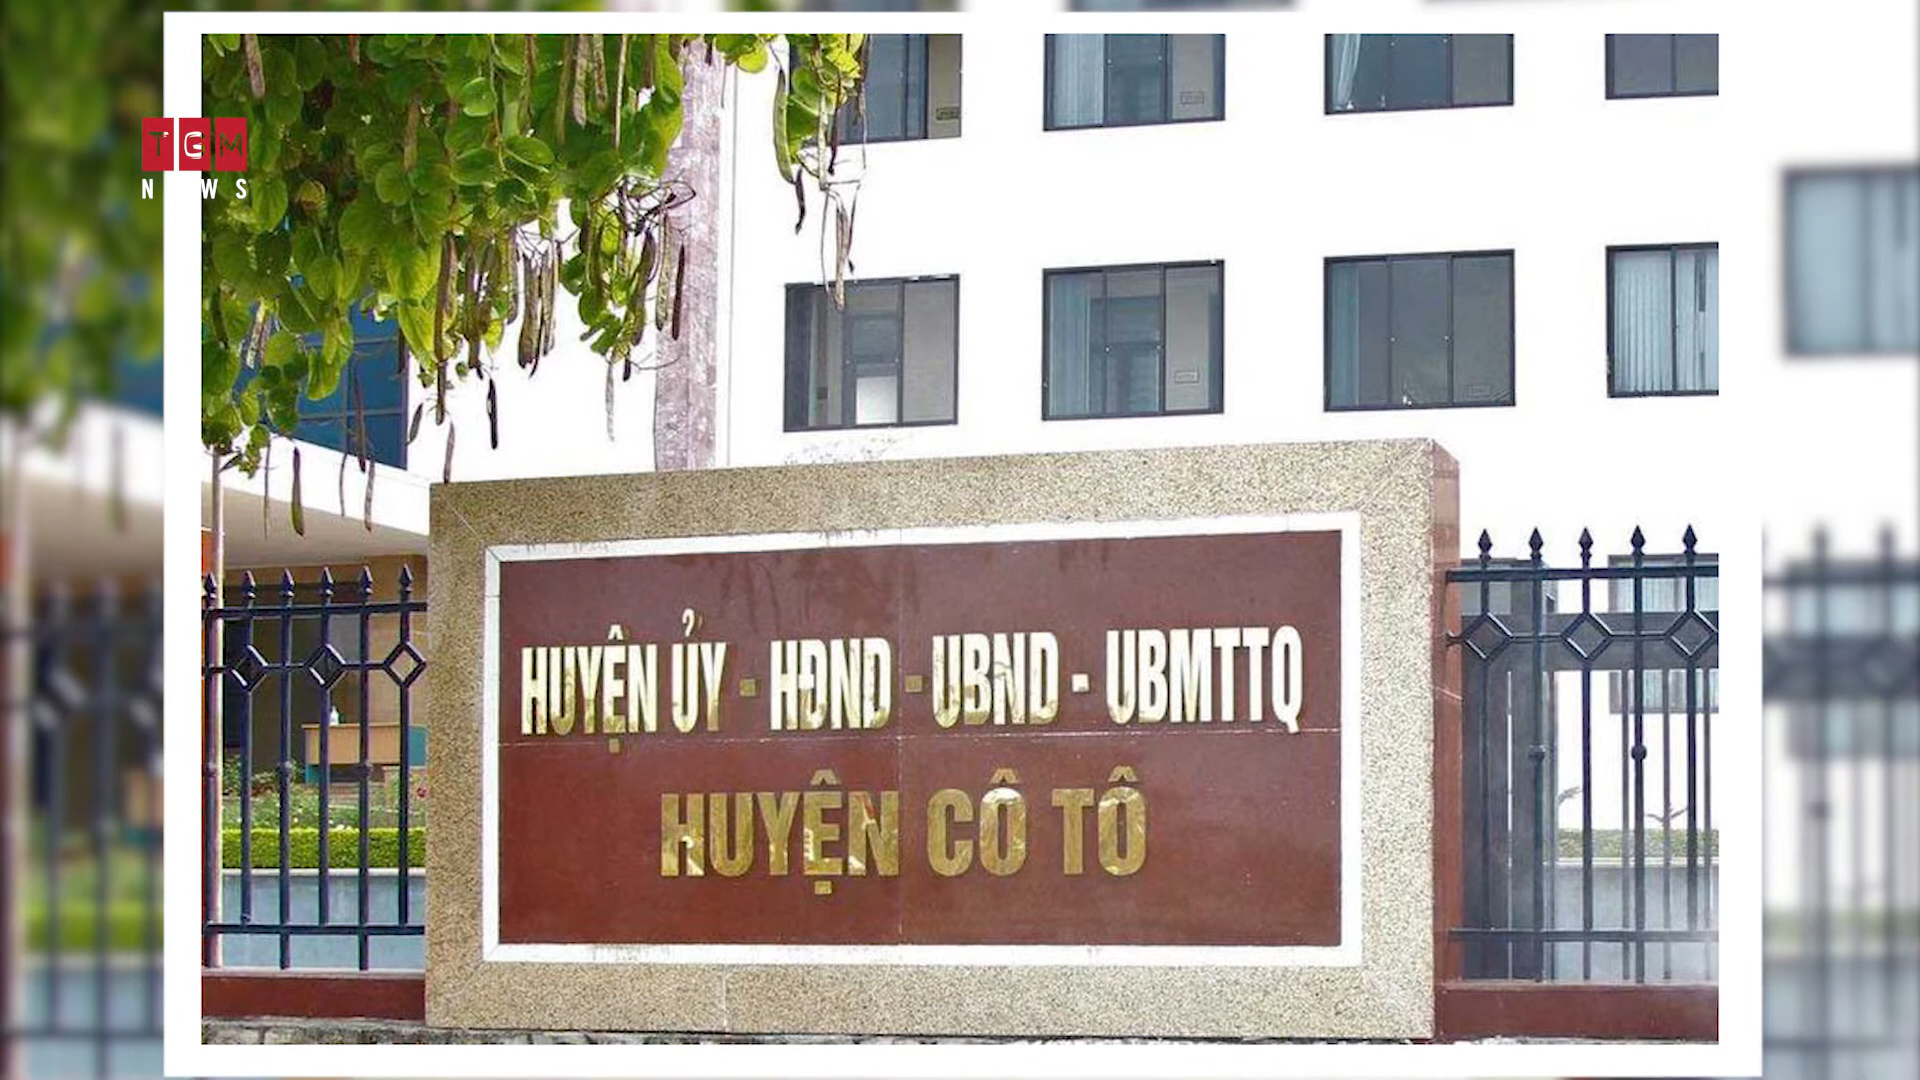 TGM
NEWS
HUYỆN ỦY - HĐND - UBND - UBMTTQ
HUYỆN CÔ TÔ